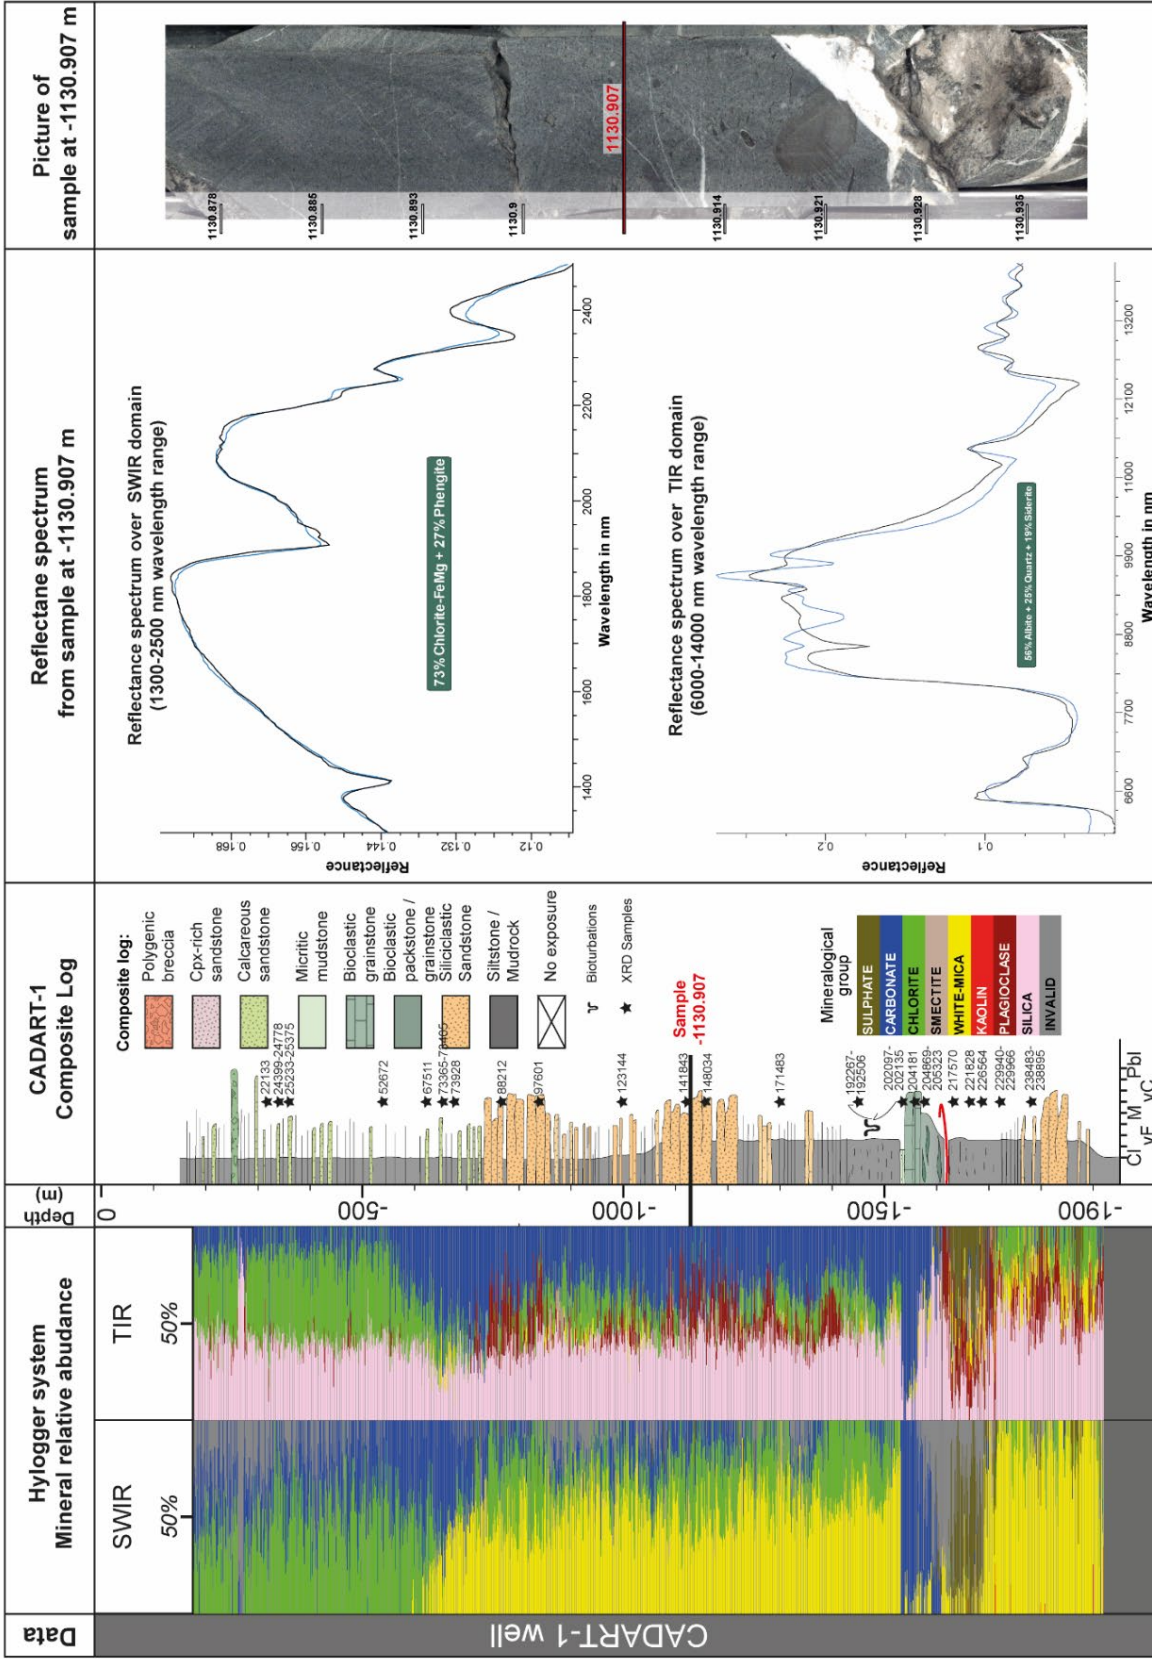 Data
Hylogger system
Mineral relative abundance
SWIR
TIR
50%
50%
CADART-1 well
Depth
(m)
0
-500
-1000
-1500
-1900
CADART-1
Composite Log
Composite log:
Polygenic
breccia
Cpx-rich
sandstone
Calcareous
sandstone
Micritic
mudstone
Bioclastic
grainstone
Bioclastic
packstone /
grainstone
Siliciclastic
Sandstone
Siltstone /
Mudrock
No exposure
Bioturbations
XRD Samples
22133
24399-24778
25233-25375
52672
67511
73365-73405
73928
88212
97601
123144
141843
148034
171483
192267-
192506
202097-
202135
204181
204869-
205323
217570
221828
226564
229940-
229966
238483-
238895
Sample
-1130.907
Mineralogical
group
SULPHATE
CARBONATE
CHLORITE
SMECTITE
WHITE-MICA
KAOLIN
PLAGIOCLASE
SILICA
INVALID
Cl
vF
M
vC
Pbl
Reflectane spectrum
from sample at -1130.907 m
Reflectance spectrum over SWIR domain
(1300-2500 nm wavelength range)
Reflectance
0.168
0.156
0.144
0.132
0.12
73% Chlorite-FeMg + 27% Phengite
1400
1600
1800
2000
2200
2400
Wavelength in nm
Reflectance spectrum over TIR domain
(6000-14000 nm wavelength range)
Reflectance
0.2
0.1
56% Albite + 25% Quartz + 19% Siderite
6600
7700
8800
9900
11000
12100
13200
Wavelength in nm
Picture of
sample at -1130.907 m
1130.878
1130.885
1130.893
1130.9
1130.907
1130.914
1130.921
1130.928
1130.935